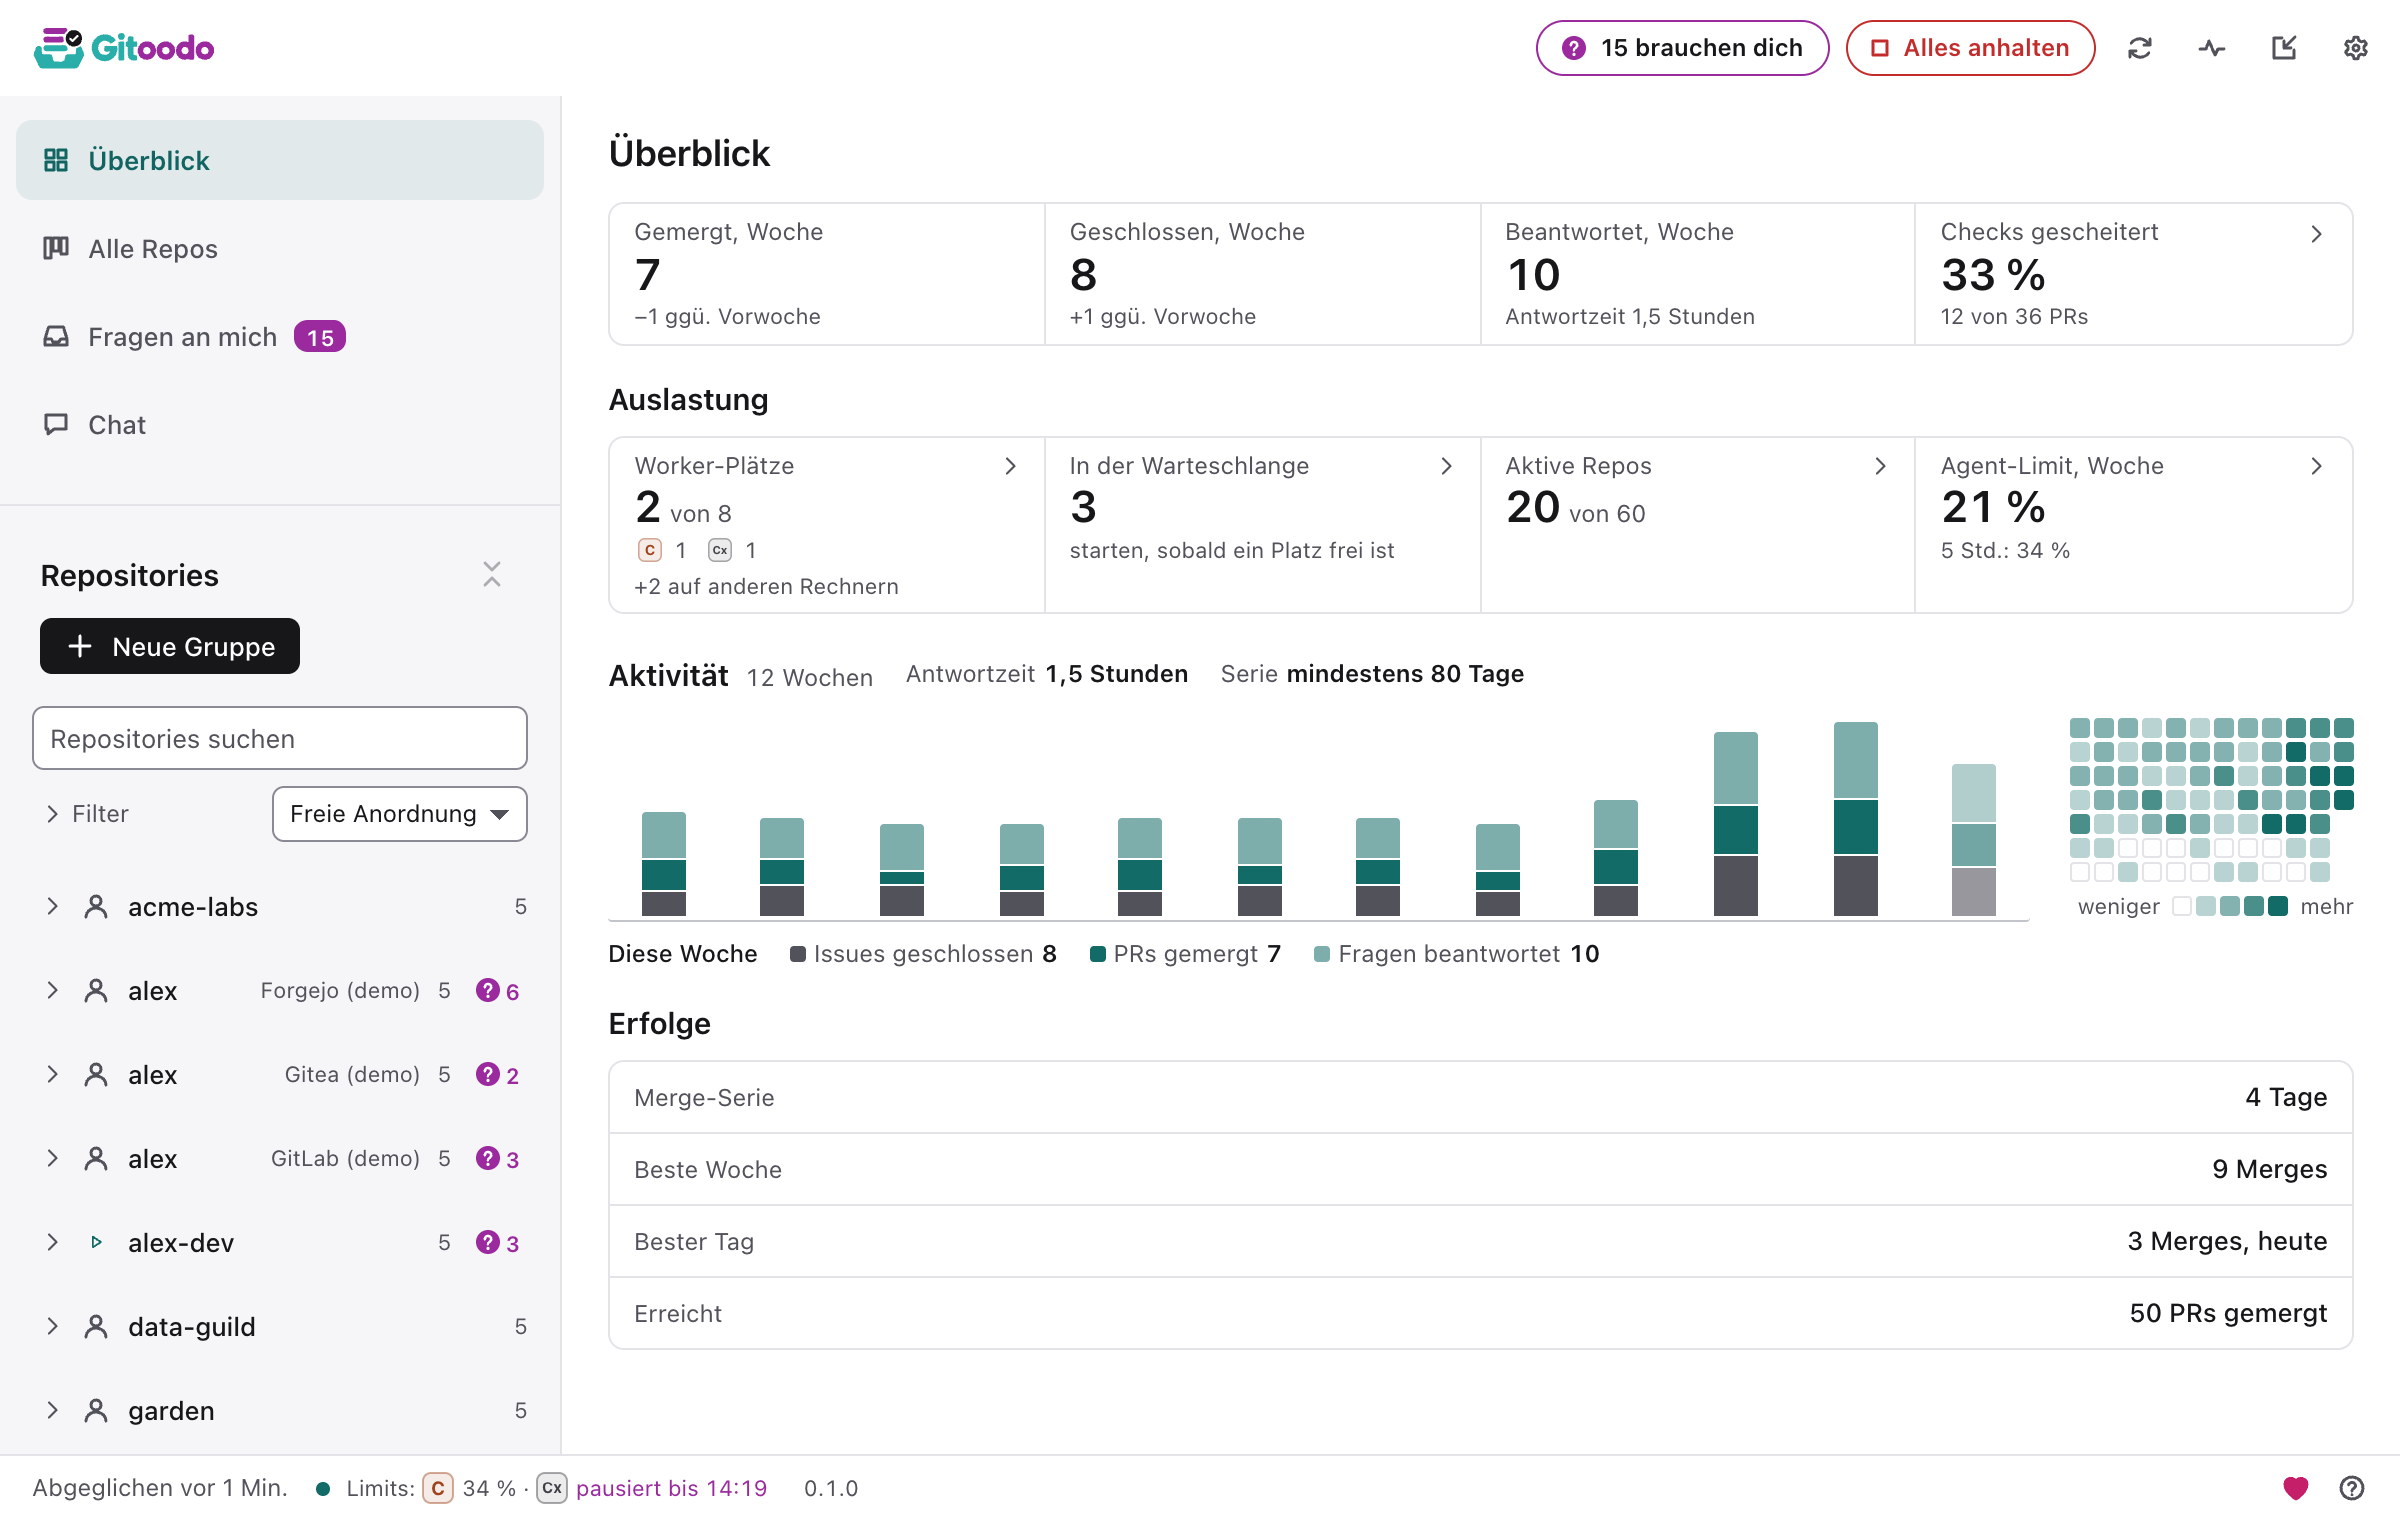 Gitoodo
15 brauchen dich
Alles anhalten
Überblick
Alle Repos
Fragen an mich 15
Chat
Repositories
Neue Gruppe
Repositories suchen
Filter
Freie Anordnung
acme-labs 5
alex Forgejo (demo) 5 ? 6
alex Gitea (demo) 5 ? 2
alex GitLab (demo) 5 ? 3
alex-dev 5 ? 3
data-guild 5
garden 5
Überblick
Gemergt, Woche
7
−1 ggü. Vorwoche
Geschlossen, Woche
8
+1 ggü. Vorwoche
Beantwortet, Woche
10
Antwortzeit 1,5 Stunden
Checks gescheitert
33 %
12 von 36 PRs
Auslastung
Worker-Plätze
2 von 8
C 1 Cx 1
+2 auf anderen Rechnern
In der Warteschlange
3
starten, sobald ein Platz frei ist
Aktive Repos
20 von 60
Agent-Limit, Woche
21 %
5 Std.: 34 %
Aktivität 12 Wochen Antwortzeit 1,5 Stunden Serie mindestens 80 Tage
weniger mehr
Diese Woche Issues geschlossen 8 PRs gemergt 7 Fragen beantwortet 10
Erfolge
Merge-Serie 4 Tage
Beste Woche 9 Merges
Bester Tag 3 Merges, heute
Erreicht 50 PRs gemergt
Abgeglichen vor 1 Min. Limits: C 34 % · Cx pausiert bis 14:19 0.1.0